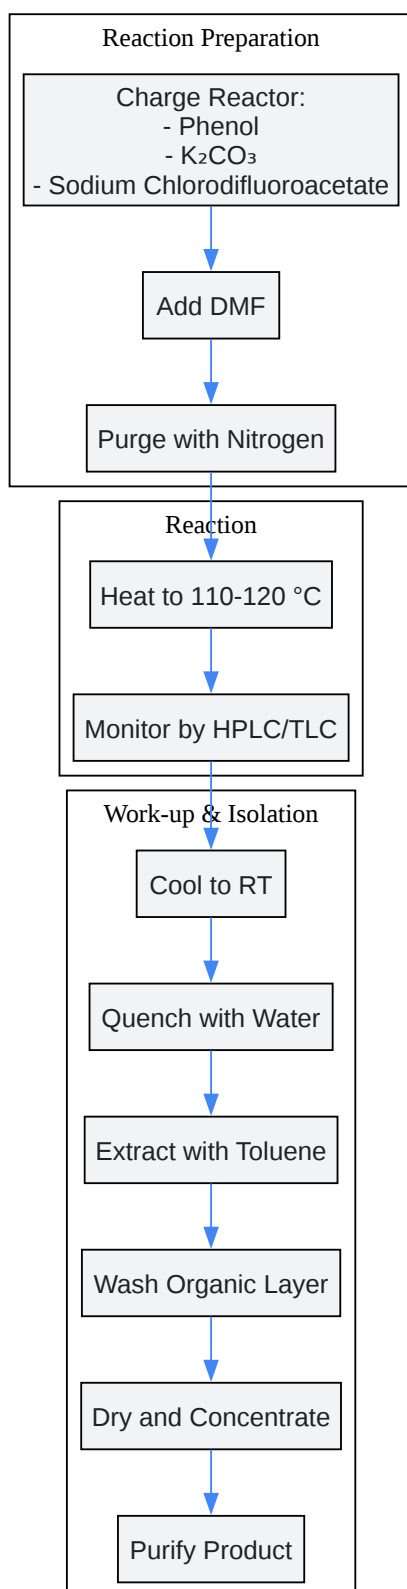 Reaction Preparation
Charge Reactor:
- Phenol
- K₂CO₃
- Sodium Chlorodifluoroacetate
Add DMF
Purge with Nitrogen
Reaction
Heat to 110-120 °C
Monitor by HPLC/TLC
Work-up & Isolation
Cool to RT
Quench with Water
Extract with Toluene
Wash Organic Layer
Dry and Concentrate
Purify Product